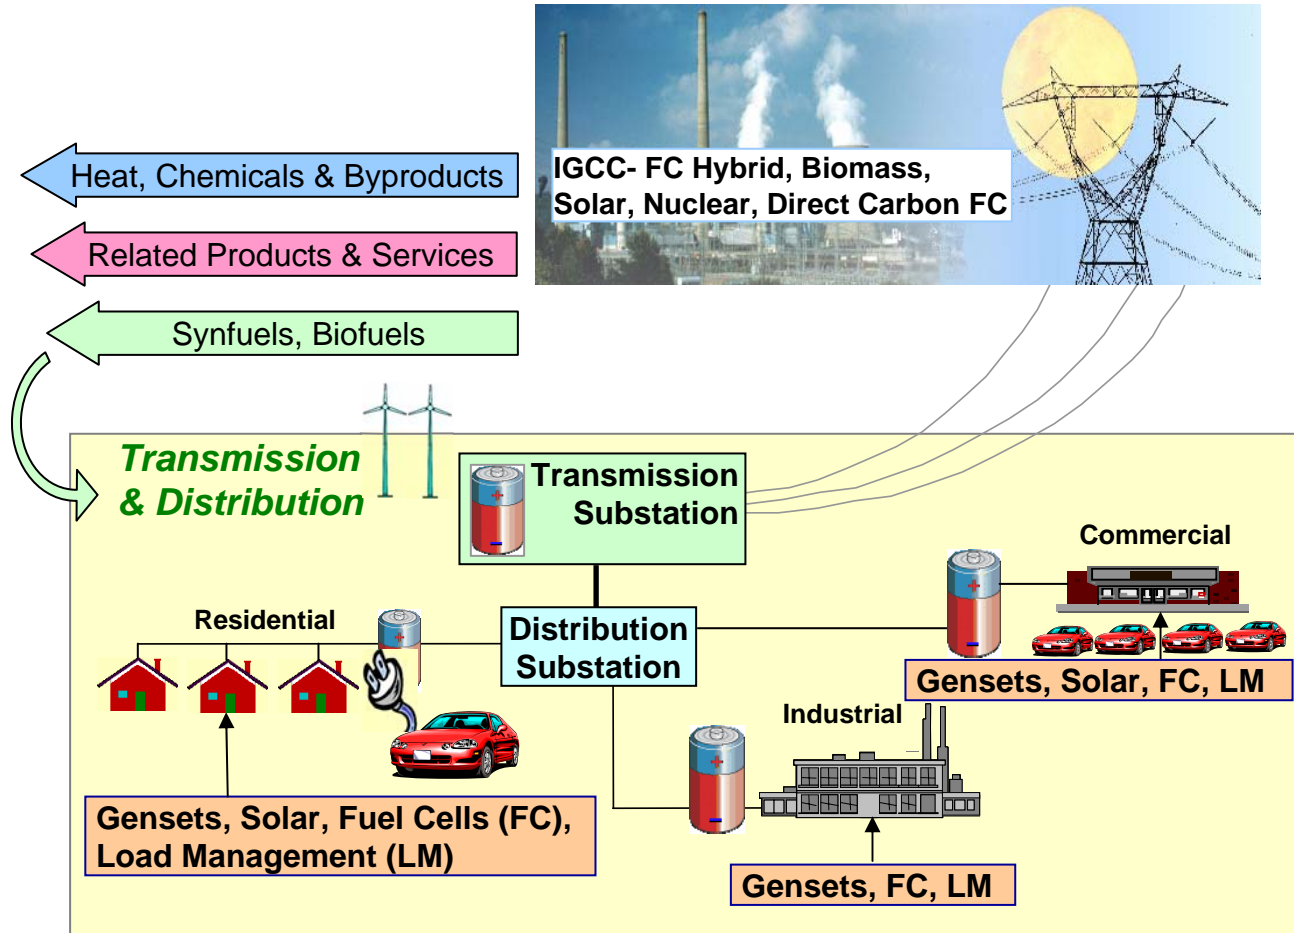 IGCC- FC Hybrid, Biomass,
Solar, Nuclear, Direct Carbon FC
Heat, Chemicals & Byproducts
Related Products & Services
Synfuels, Biofuels
Transmission
& Distribution
Transmission
Substation
Commercial
Residential
Distribution
Substation
Gensets, Solar, FC, LM
Industrial
Gensets, Solar, Fuel Cells (FC),
Load Management (LM)
Gensets, FC, LM